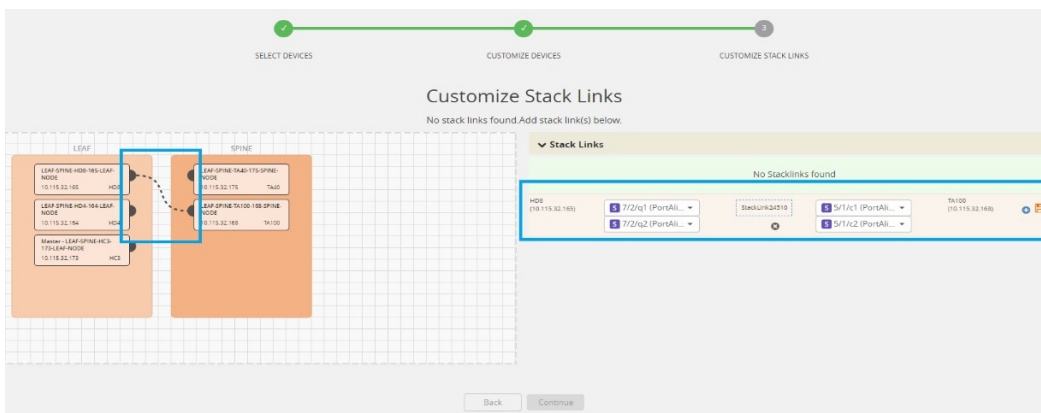 3
SELECT DEVICES
CUSTOMIZE DEVICES
CUSTOMIZE STACK LINKS
Customize Stack Links
No stack links found.Add stack link(s) below.
LEAF
SPINE
LEAF-SPINE-HD8-165-LEAF-
NODE
10.115.32.165 HD8
LEAF-SPINE-HD4-164-LEAF-
NODE
10.115.32.164 HD4
Master - LEAF-SPINE-HC3-
173-LEAF-NODE
10.115.32.173 HC3
LEAF-SPINE-TA40-175-SPINE-
NODE
10.115.32.175 TA40
LEAF-SPINE-TA100-168-SPINE-
NODE
10.115.32.168 TA100
Stack Links
No Stacklinks found
HD8
(10.115.32.165)
S 7/2/q1 (PortAli...
S 7/2/q2 (PortAli...
StackLink24510
S 5/1/c1 (PortAli...
S 5/1/c2 (PortAli...
TA100
(10.115.32.168)
Back
Continue